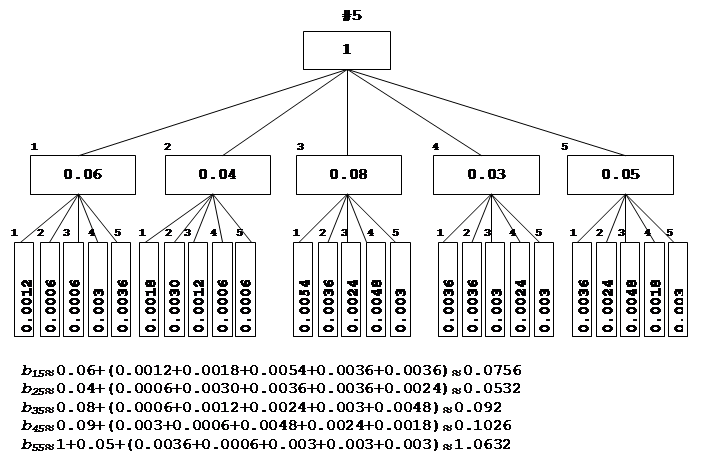 #5
1
1 2 3 4 5
0.06 0.04 0.08 0.03 0.05
1 2 3 4 5 1 2 3 4 5 1 2 3 4 5 1 2 3 4 5 1 2 3 4 5
0.0012 0.0006 0.0006 0.003 0.0036 0.0018 0.0030 0.0012 0.0006 0.0006 0.0054 0.0036 0.0024 0.0048 0.003 0.0036 0.0036 0.003 0.0024 0.003 0.0036 0.0024 0.0048 0.0018 0.003
b₁₅≈0.06+(0.0012+0.0018+0.0054+0.0036+0.0036)≈0.0756
b₂₅≈0.04+(0.0006+0.0030+0.0036+0.0036+0.0024)≈0.0532
b₃₅≈0.08+(0.0006+0.0012+0.0024+0.003+0.0048)≈0.092
b₄₅≈0.09+(0.003+0.0006+0.0048+0.0024+0.0018)≈0.1026
b₅₅≈1+0.05+(0.0036+0.0006+0.003+0.003+0.003)≈1.0632